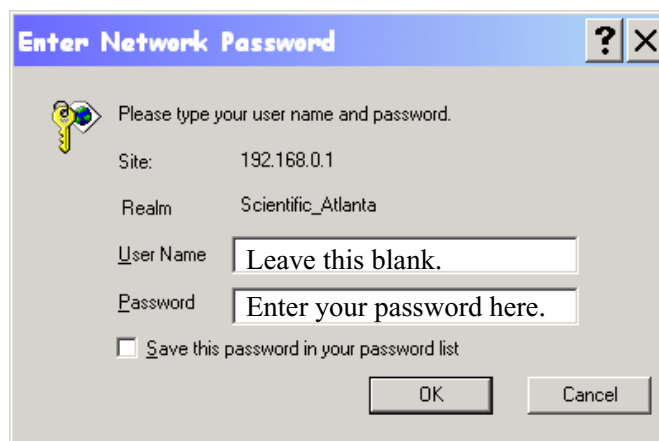 Enter Network Password
Please type your user name and password.
Site: 192.168.0.1
Realm Scientific_Atlanta
User Name Leave this blank.
Password Enter your password here.
Save this password in your password list
OK Cancel